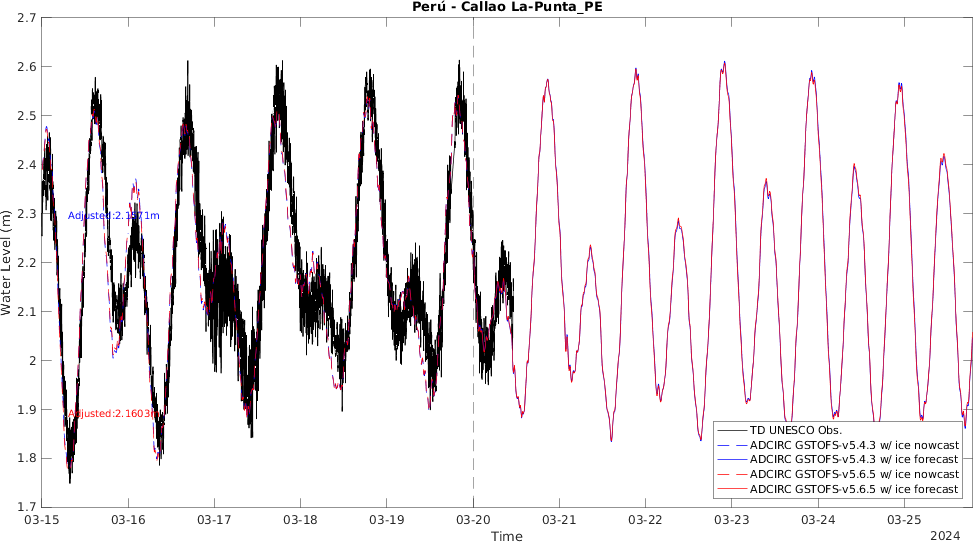 Perú - Callao La-Punta_PE
2.7
2.6
2.5
2.4
2.3
2.2
2.1
2
1.9
1.8
1.7
Water Level (m)
Adjusted:2.1571m
Adjusted:2.1603m
TD UNESCO Obs.
ADCIRC GSTOFS-v5.4.3 w/ ice nowcast
ADCIRC GSTOFS-v5.4.3 w/ ice forecast
ADCIRC GSTOFS-v5.6.5 w/ ice nowcast
ADCIRC GSTOFS-v5.6.5 w/ ice forecast
03-15 03-16 03-17 03-18 03-19 03-20 03-21 03-22 03-23 03-24 03-25
Time
2024